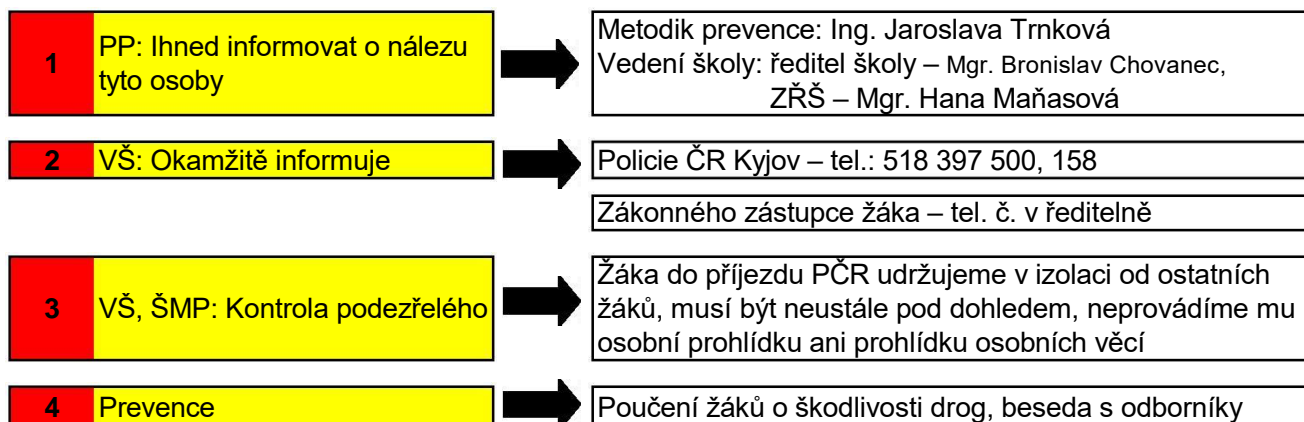 1
PP: Ihned informovat o nálezu
tyto osoby
Metodik prevence: Ing. Jaroslava Trnková
Vedení školy: ředitel školy – Mgr. Bronislav Chovanec,
ZŘŠ – Mgr. Hana Maňasová
2
VŠ: Okamžitě informuje
Policie ČR Kyjov – tel.: 518 397 500, 158
Zákonného zástupce žáka – tel. č. v ředitelně
3
VŠ, ŠMP: Kontrola podezřelého
Žáka do příjezdu PČR udržujeme v izolaci od ostatních
žáků, musí být neustále pod dohledem, neprovádíme mu
osobní prohlídku ani prohlídku osobních věcí
4
Prevence
Poučení žáků o škodlivosti drog, beseda s odborníky